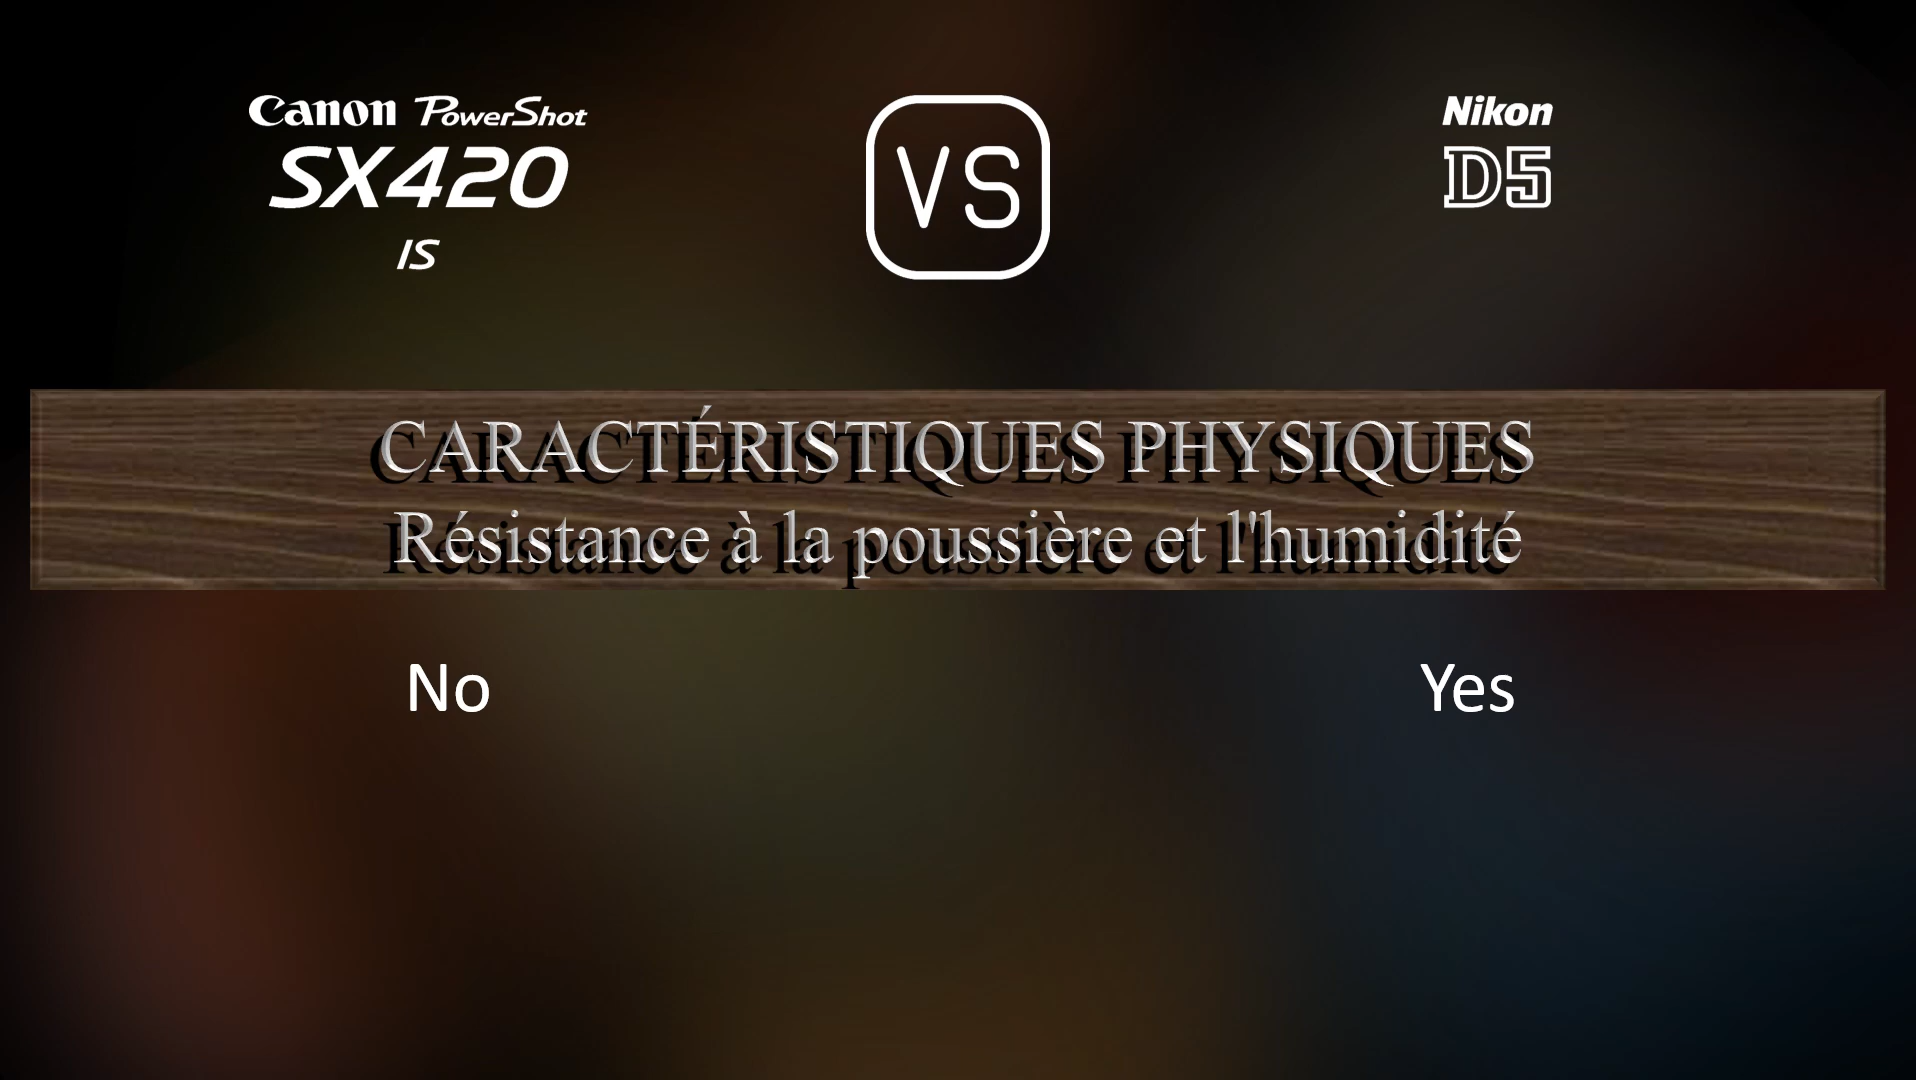 Canon PowerShot
SX420
IS
VS
Nikon
D5
CARACTÉRISTIQUES PHYSIQUES
Résistance à la poussière et l'humidité
No
Yes